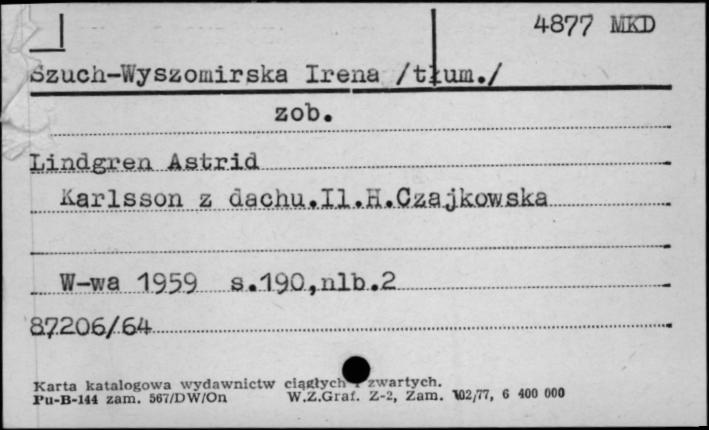 4877 MKD
Szuch-Wyszomirska Irena /tłum./
zob.
Lindgren Astrid
Karlsson z dachu.Il.H.Czajkowska
W-wa 1959 s.190,nlb.2
87206/64
Karta katalogowa wydawnictw ciągłych i zwartych.
Pu-B-144 zam. 567/DW/On W.Z.Graf. Z-2, Zam. 102/77, 6 400 000